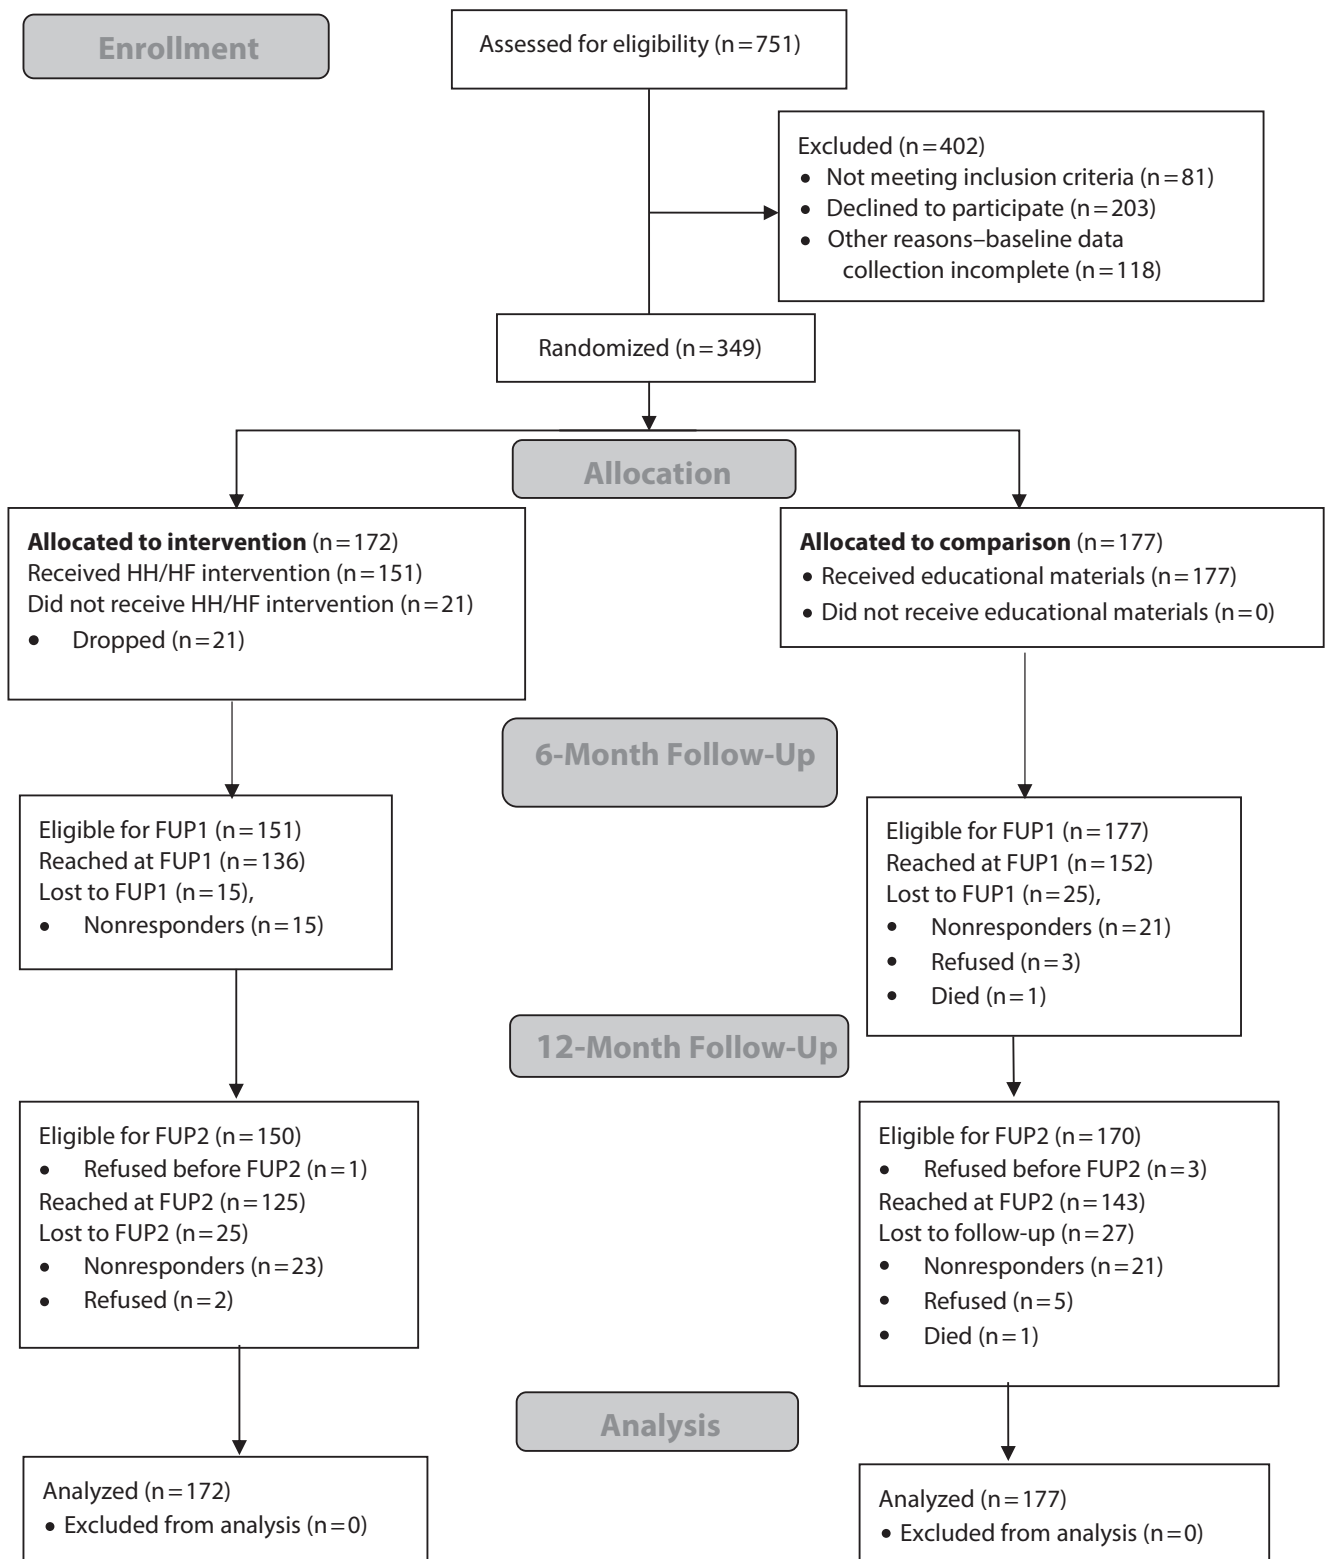 Enrollment
Assessed for eligibility (n=751)
Excluded (n=402)
• Not meeting inclusion criteria (n=81)
• Declined to participate (n=203)
• Other reasons–baseline data
collection incomplete (n=118)
Randomized (n=349)
Allocation
Allocated to intervention (n=172)
Received HH/HF intervention (n=151)
Did not receive HH/HF intervention (n=21)
• Dropped (n=21)
Allocated to comparison (n=177)
• Received educational materials (n=177)
• Did not receive educational materials (n=0)
6-Month Follow-Up
Eligible for FUP1 (n=151)
Reached at FUP1 (n=136)
Lost to FUP1 (n=15),
• Nonresponders (n=15)
Eligible for FUP1 (n=177)
Reached at FUP1 (n=152)
Lost to FUP1 (n=25),
• Nonresponders (n=21)
• Refused (n=3)
• Died (n=1)
12-Month Follow-Up
Eligible for FUP2 (n=150)
• Refused before FUP2 (n=1)
Reached at FUP2 (n=125)
Lost to FUP2 (n=25)
• Nonresponders (n=23)
• Refused (n=2)
Eligible for FUP2 (n=170)
• Refused before FUP2 (n=3)
Reached at FUP2 (n=143)
Lost to follow-up (n=27)
• Nonresponders (n=21)
• Refused (n=5)
• Died (n=1)
Analysis
Analyzed (n=172)
• Excluded from analysis (n=0)
Analyzed (n=177)
• Excluded from analysis (n=0)